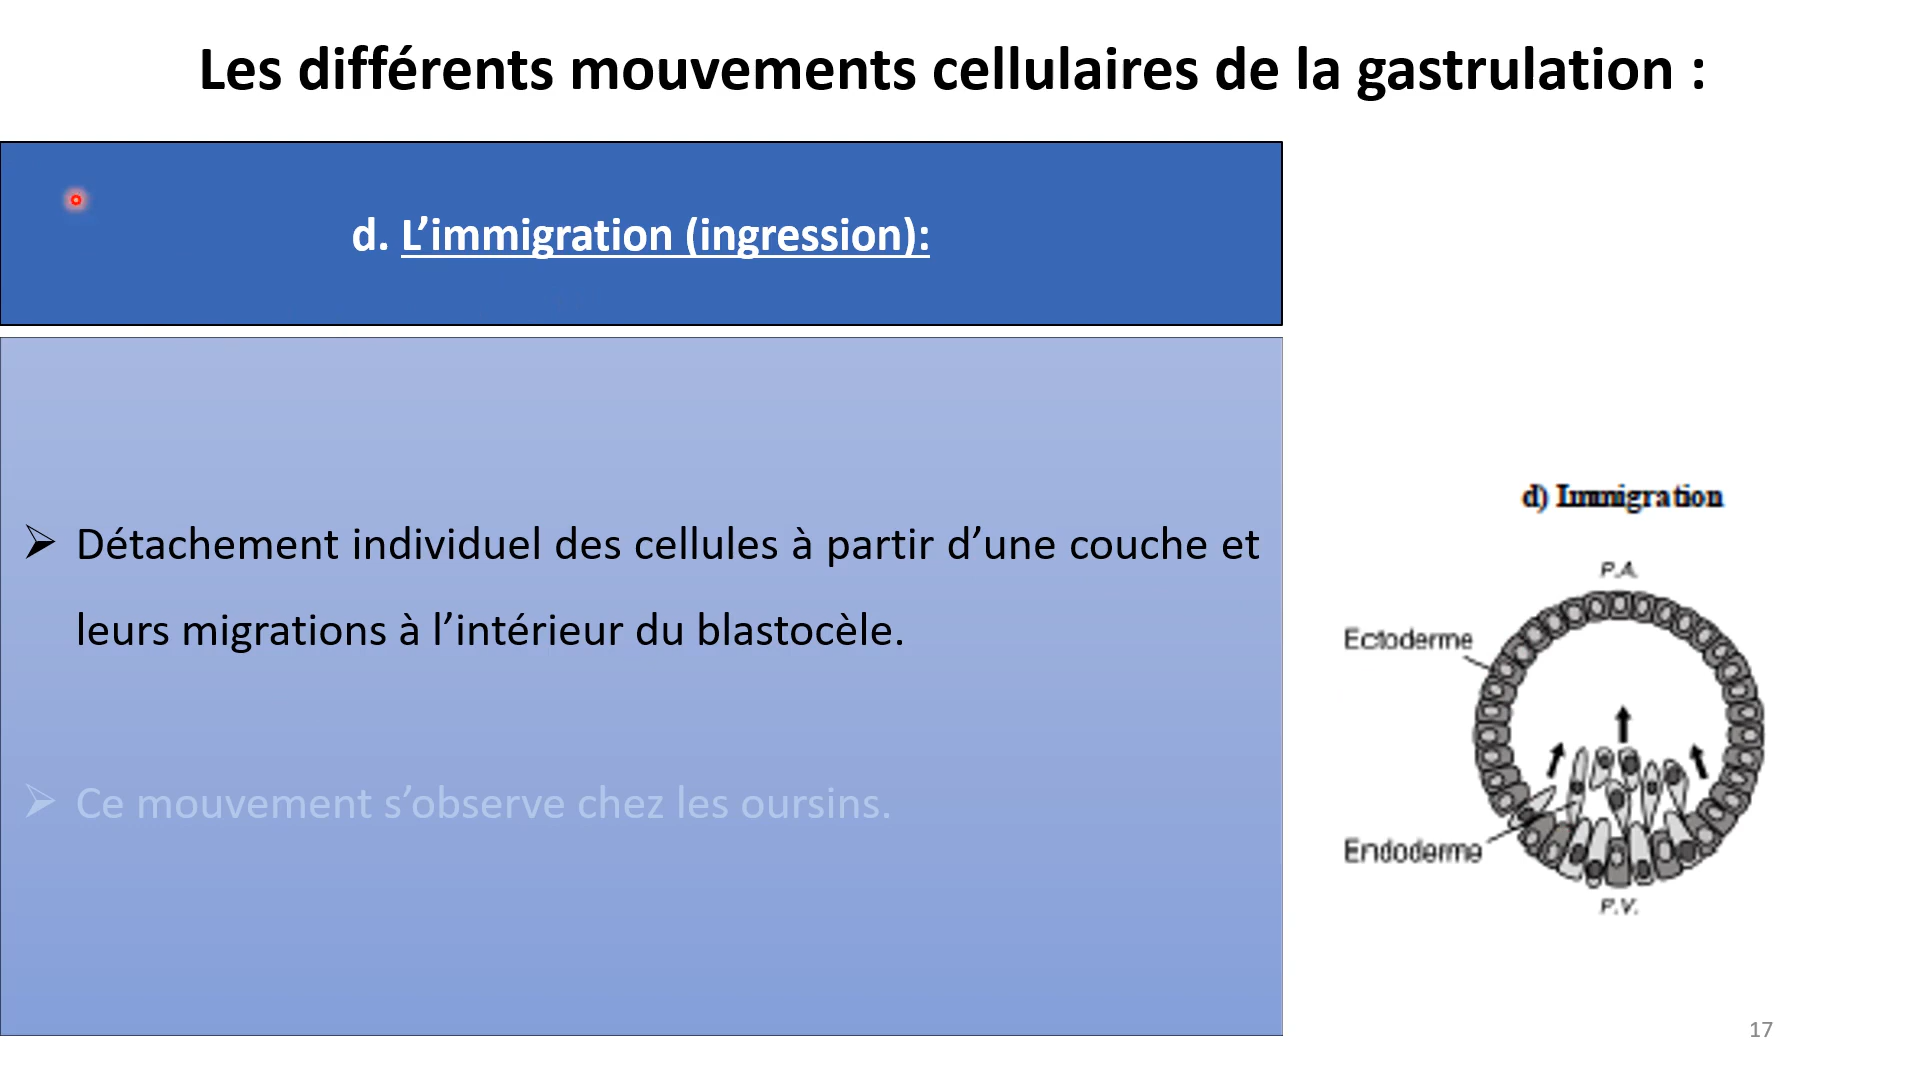 Les différents mouvements cellulaires de la gastrulation :
d. L’immigration (ingression):
➢ Détachement individuel des cellules à partir d’une couche et
leurs migrations à l’intérieur du blastocèle.
➢ Ce mouvement s’observe chez les oursins.
d) Immigration
P.A.
Ectoderme
Endoderme
P.V.
17